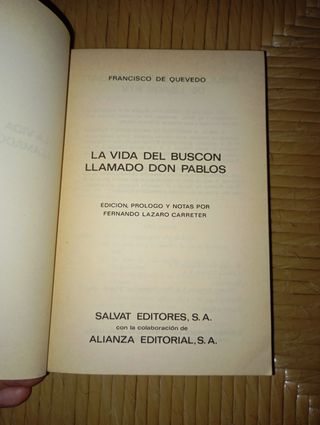 FRANCISCO DE QUEVEDO
LA VIDA DEL BUSCON
LLAMADO DON PABLOS
EDICION, PROLOGO Y NOTAS POR
FERNANDO LAZARO CARRETER
SALVAT EDITORES, S.A.
con la colaboración de
ALIANZA EDITORIAL, S.A.